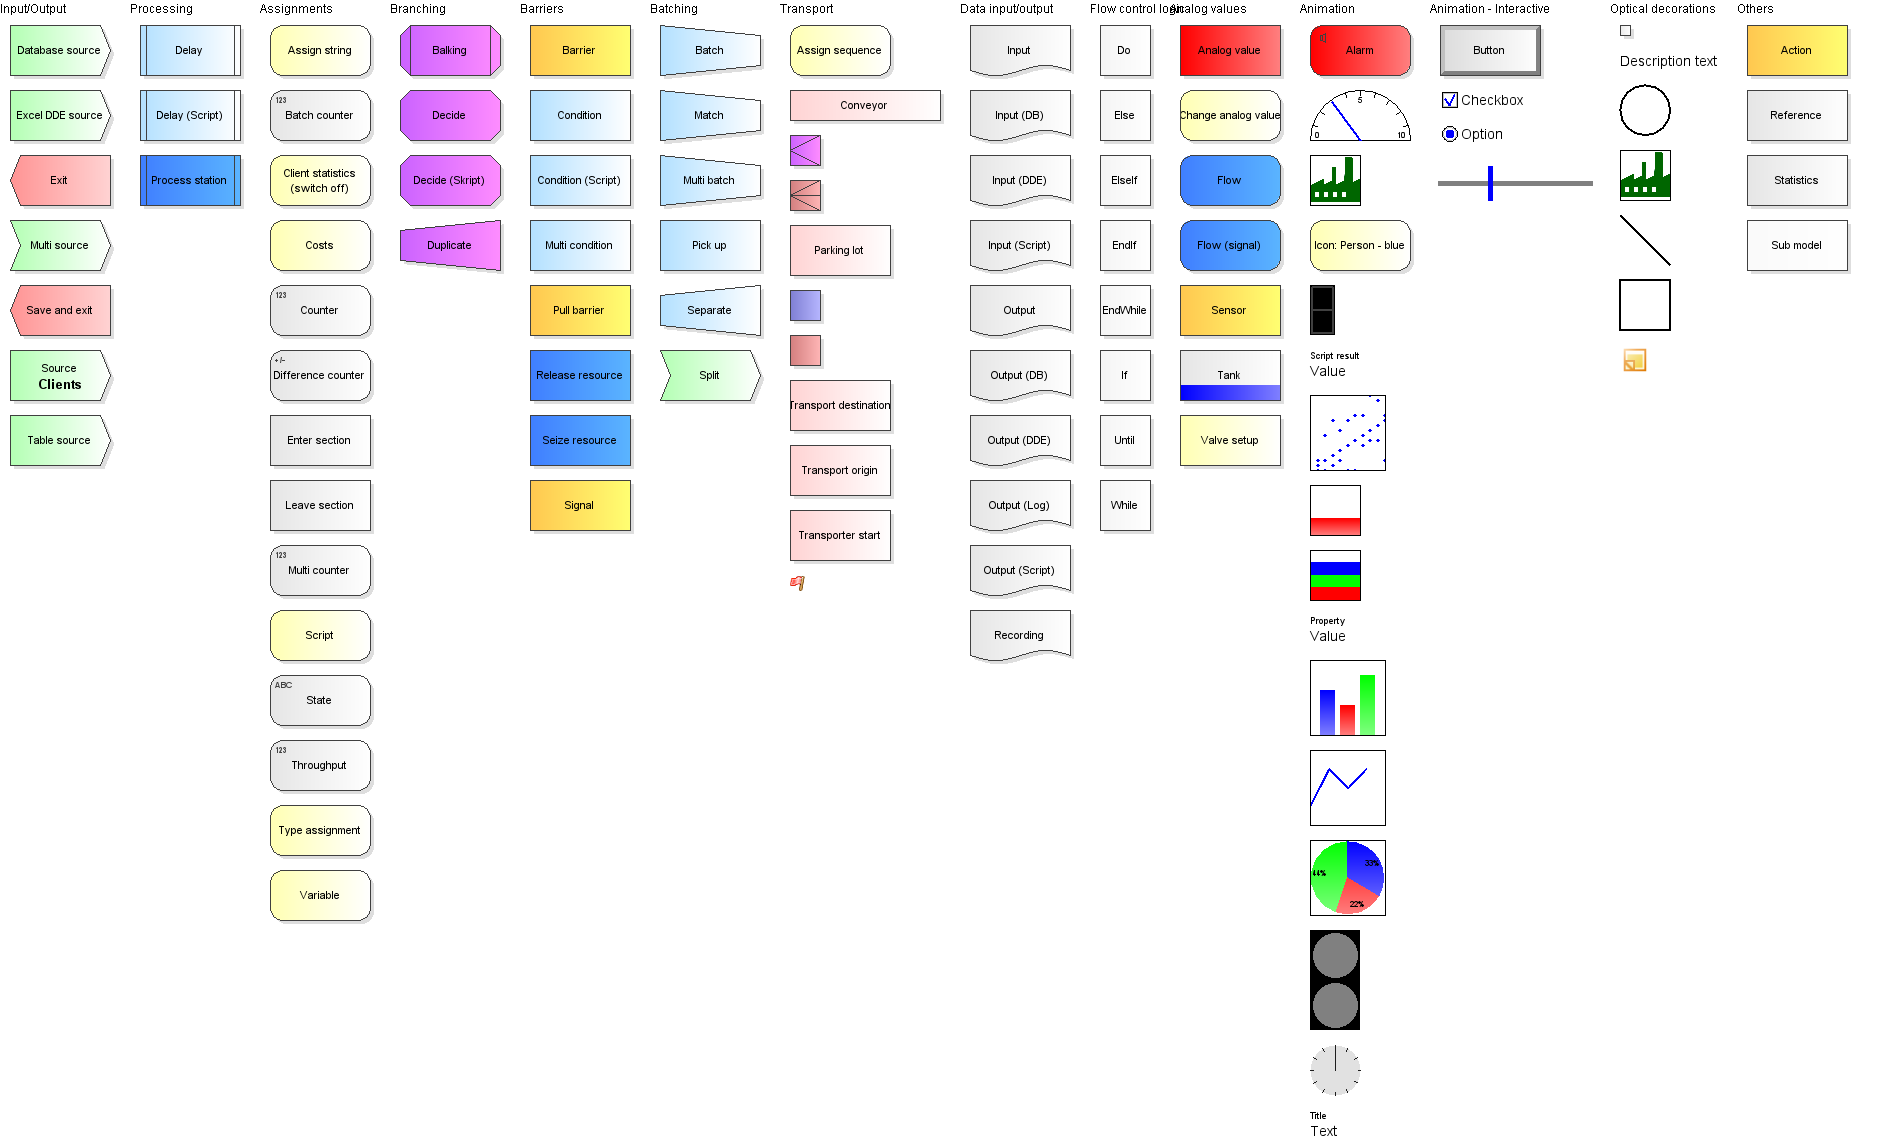 Input/Output
Database source
Excel DDE source
Exit
Multi source
Save and exit
Source
Clients
Table source
Processing
Delay
Delay (Script)
Process station
Assignments
Assign string
123
Batch counter
Client statistics
(switch off)
Costs
123
Counter
+/-
Difference counter
Enter section
Leave section
123
Multi counter
Script
ABC
State
123
Throughput
Type assignment
Variable
Branching
Balking
Decide
Decide (Skript)
Duplicate
Barriers
Barrier
Condition
Condition (Script)
Multi condition
Pull barrier
Release resource
Seize resource
Signal
Batching
Batch
Match
Multi batch
Pick up
Separate
Split
Transport
Assign sequence
Conveyor
Parking lot
Transport destination
Transport origin
Transporter start
Data input/output
Input
Input (DB)
Input (DDE)
Input (Script)
Output
Output (DB)
Output (DDE)
Output (Log)
Output (Script)
Recording
Flow control logic
Do
Else
ElseIf
EndIf
EndWhile
If
Until
While
Analog values
Analog value
Change analog value
Flow
Flow (signal)
Sensor
Tank
Valve setup
Animation
Alarm
0
5
10
Icon: Person - blue
Script result
Value
Property
Value
33%
44%
22%
Title
Text
Animation - Interactive
Button
Checkbox
Option
Optical decorations
Description text
Others
Action
Reference
Statistics
Sub model